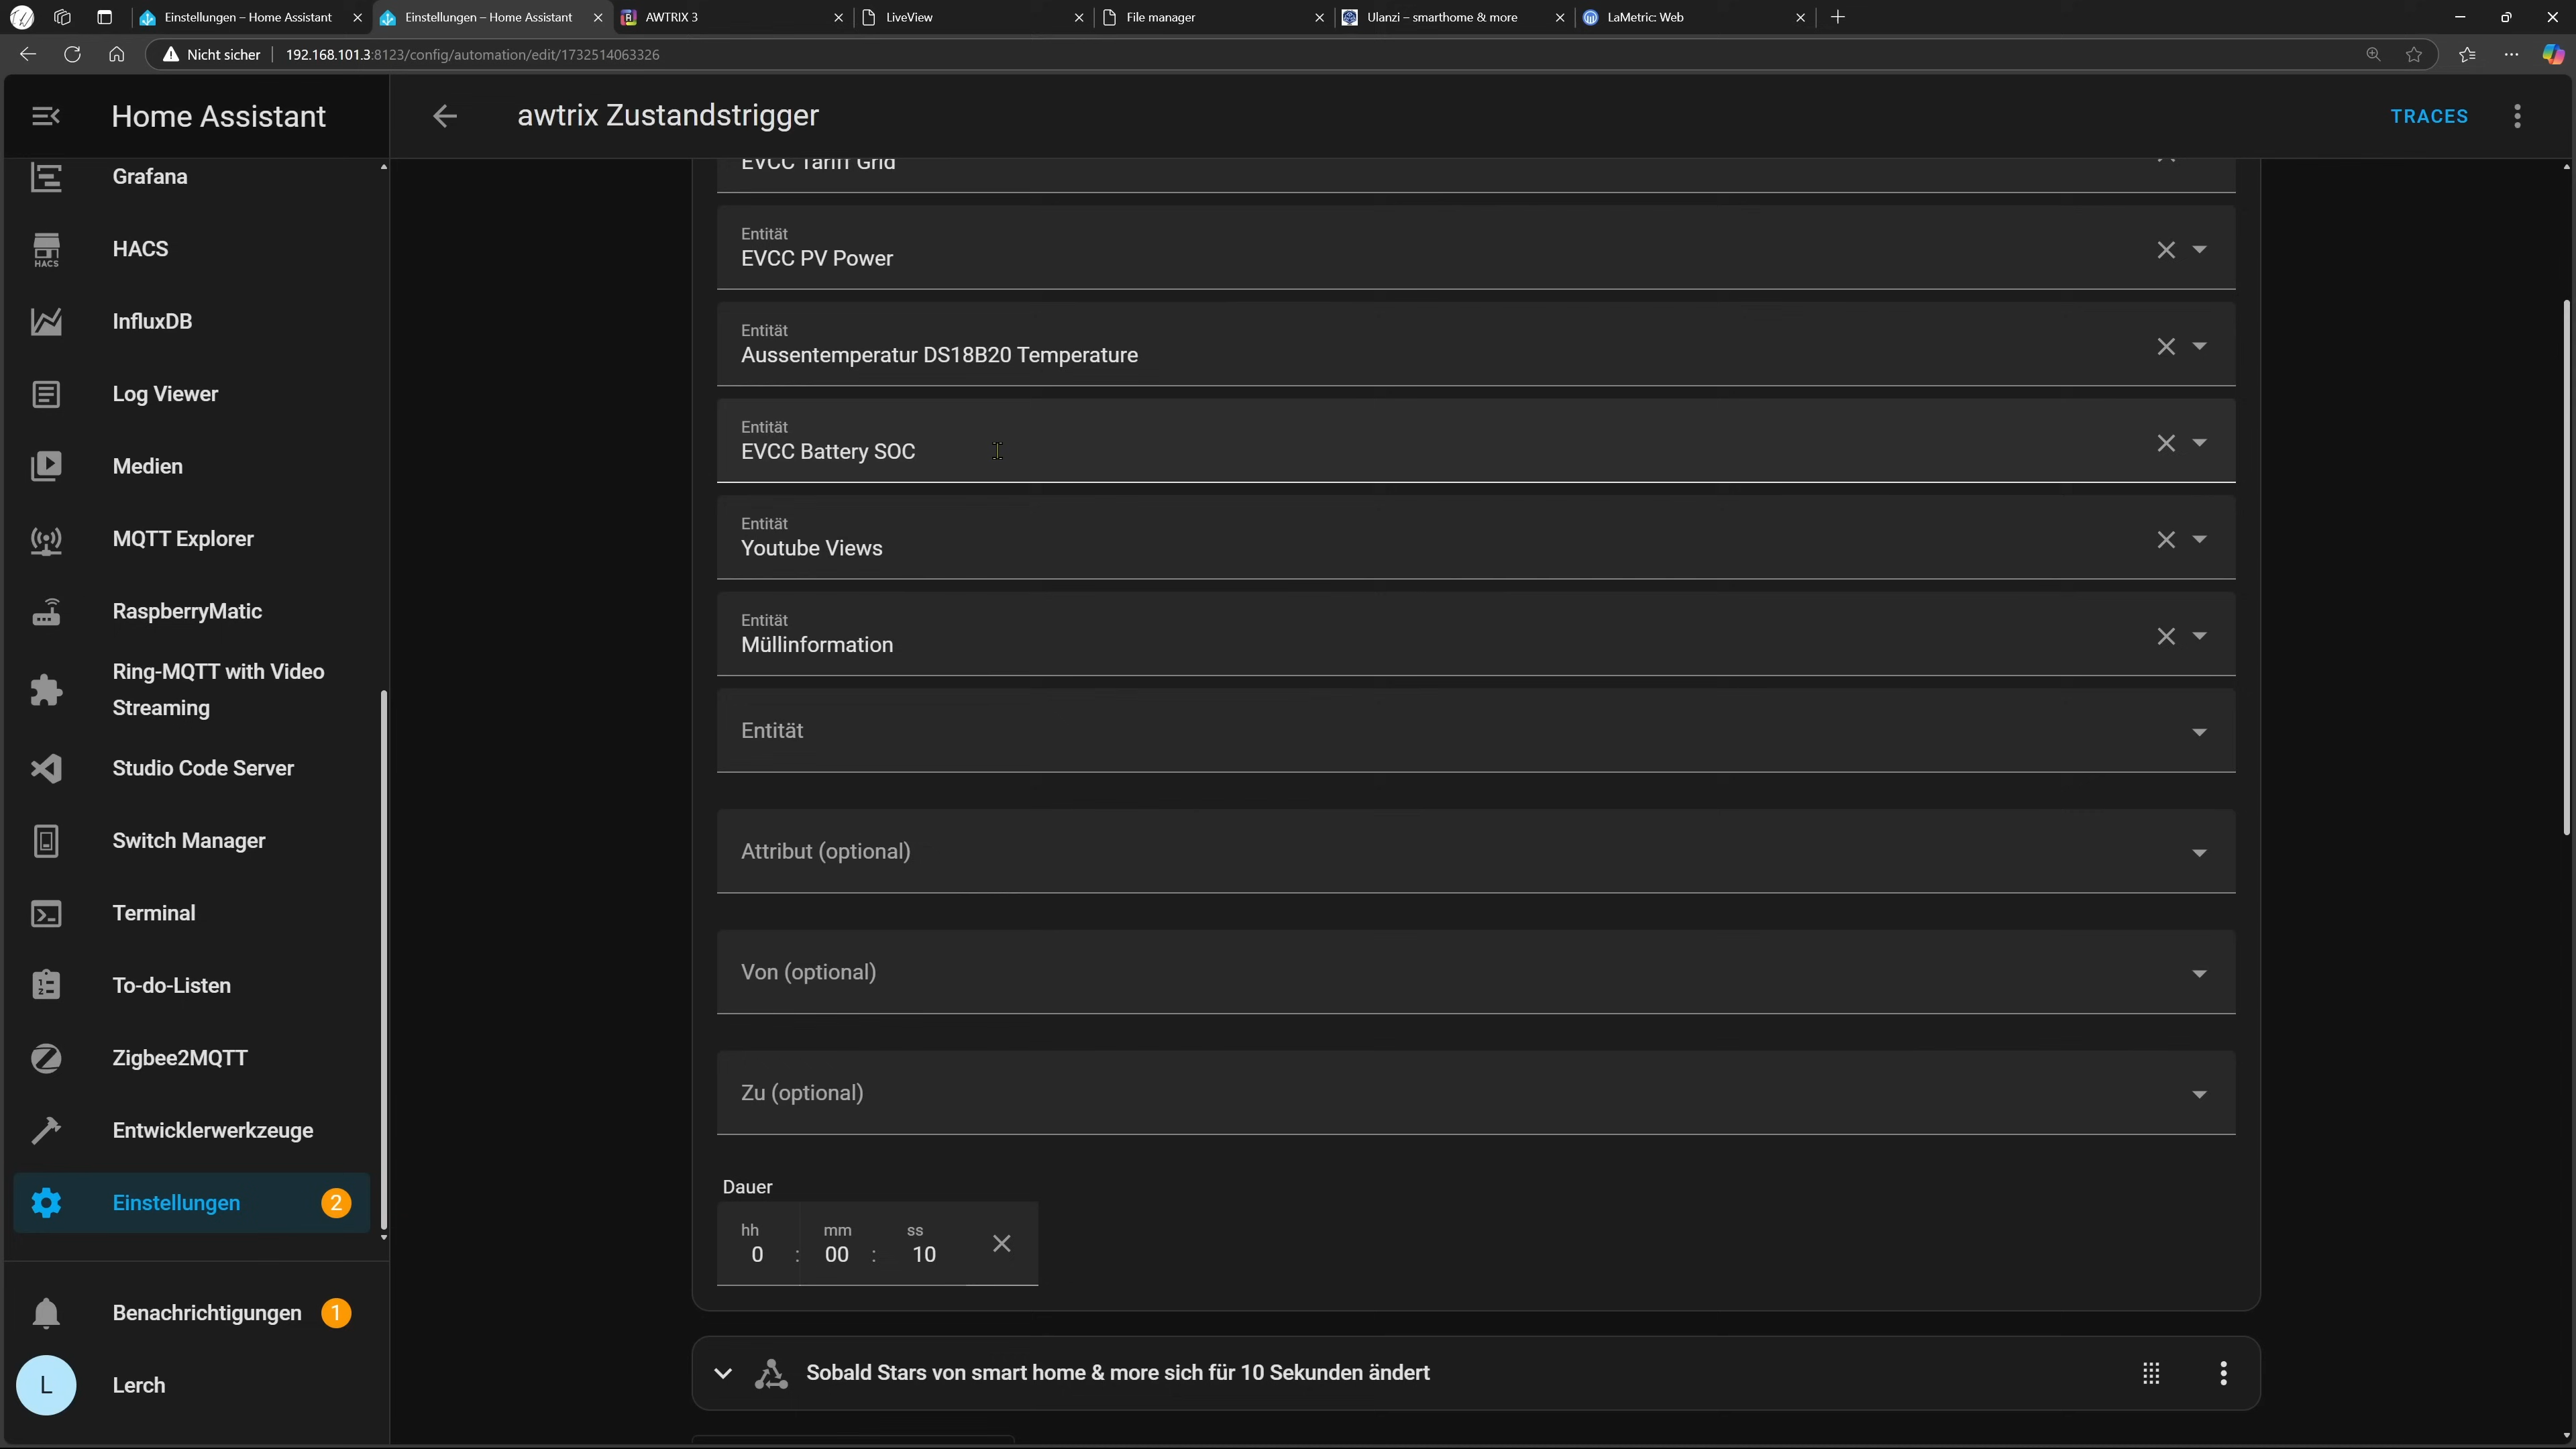 Einstellungen – Home Assistant
Einstellungen – Home Assistant
AWTRIX 3
LiveView
File manager
Ulanzi – smarthome & more
LaMetric: Web
Nicht sicher
192.168.101.3:8123/config/automation/edit/1732514063326
Home Assistant
awtrix Zustandstrigger
TRACES
Grafana
HACS
HACS
InfluxDB
Log Viewer
Medien
MQTT Explorer
RaspberryMatic
Ring-MQTT with Video
Streaming
Studio Code Server
Switch Manager
Terminal
To-do-Listen
Zigbee2MQTT
Entwicklerwerkzeuge
Einstellungen
2
Benachrichtigungen
1
L
Lerch
EVCC Tariff Grid
Entität
EVCC PV Power
Entität
Aussentemperatur DS18B20 Temperature
Entität
EVCC Battery SOC
Entität
Youtube Views
Entität
Müllinformation
Entität
Attribut (optional)
Von (optional)
Zu (optional)
Dauer
hh mm ss
0 : 00 : 10
Sobald Stars von smart home & more sich für 10 Sekunden ändert